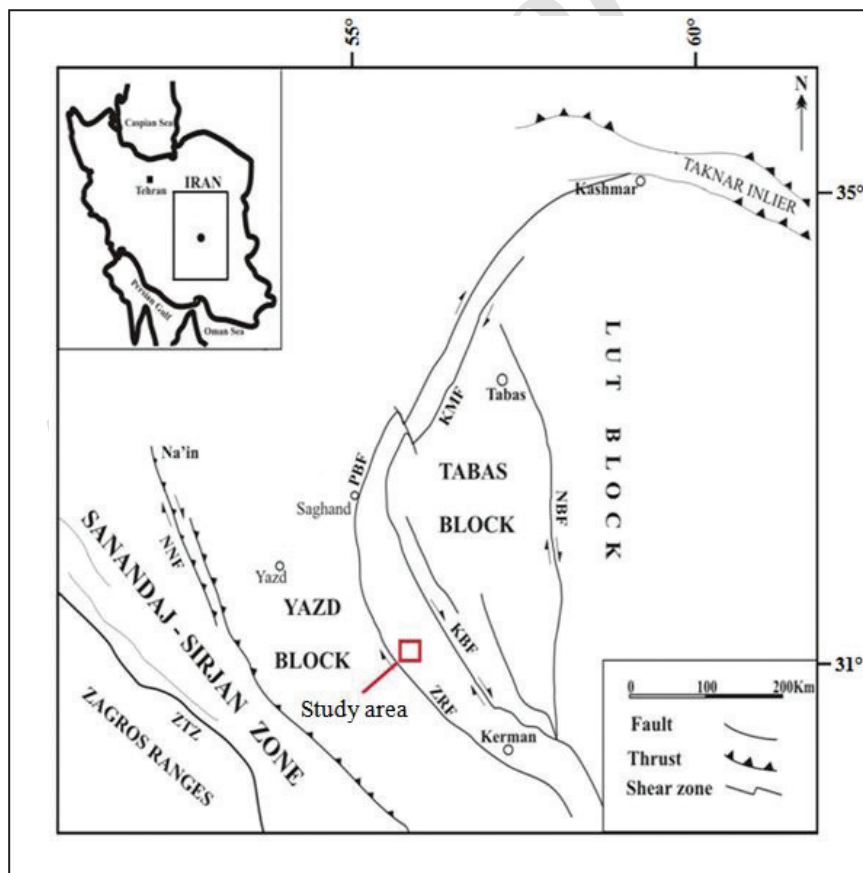 55°
60°
N
Caspian Sea
Tehran
IRAN
Persian Gulf
Oman Sea
TAKNAR INLIER
Kashmar
35°
LUT BLOCK
KMF
Tabas
TABAS
BLOCK
NBF
PBF
Saghand
Na'in
NNF
Yazd
YAZD
BLOCK
SANANDAJ - SIRJAN ZONE
KBF
ZRF
Study area
31°
ZTZ
ZAGROS RANGES
Kerman
0 100 200Km
Fault
Thrust
Shear zone